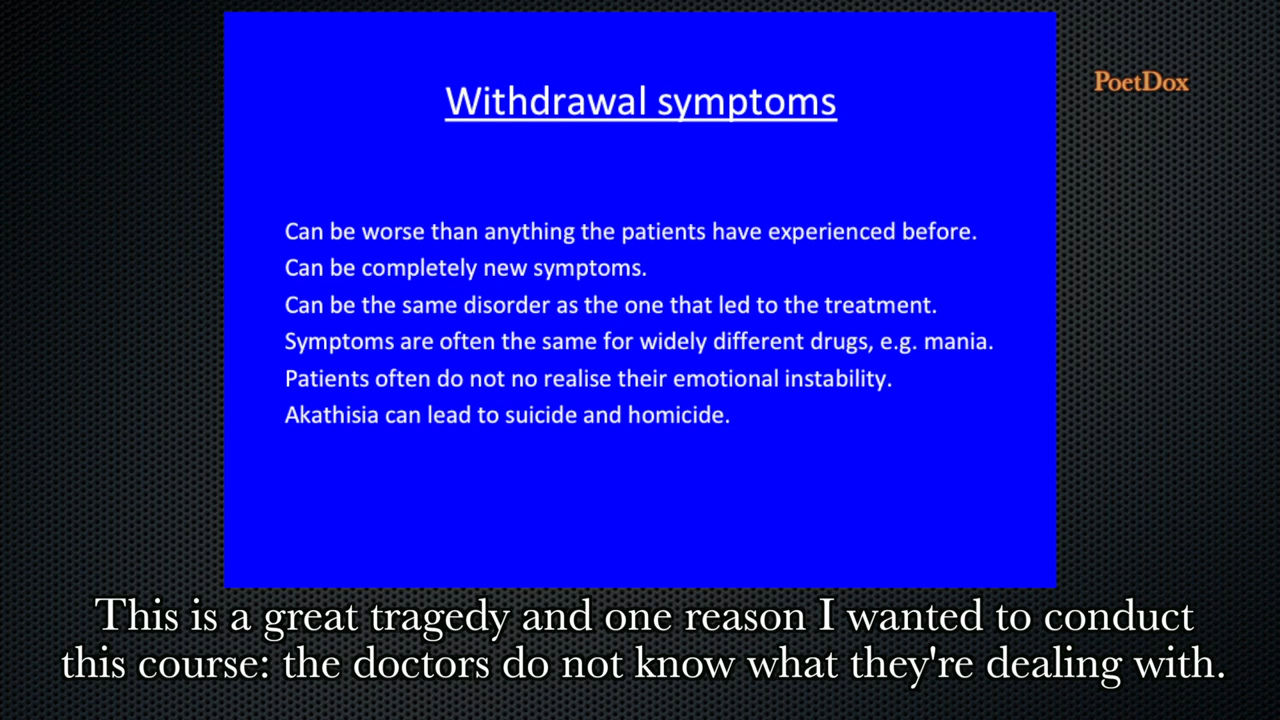 Withdrawal symptoms
PoetDox
Can be worse than anything the patients have experienced before.
Can be completely new symptoms.
Can be the same disorder as the one that led to the treatment.
Symptoms are often the same for widely different drugs, e.g. mania.
Patients often do not no realise their emotional instability.
Akathisia can lead to suicide and homicide.
This is a great tragedy and one reason I wanted to conduct
this course: the doctors do not know what they're dealing with.